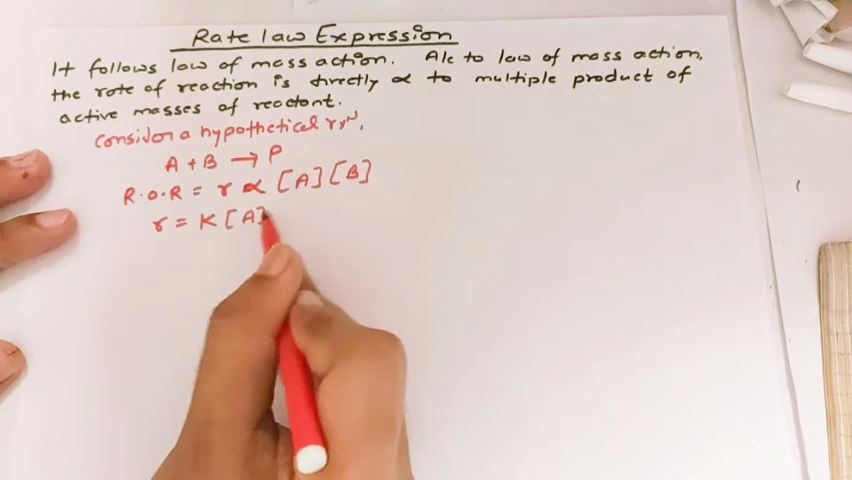 Rate law Expression
It follows law of mass action. A/c to law of mass action,
the rate of reaction is directly ∝ to multiple product of
active masses of reactant.
Consider a hypothetical rxⁿ,
A + B → P
R.O.R = r ∝ [A] [B]
r = K [A]